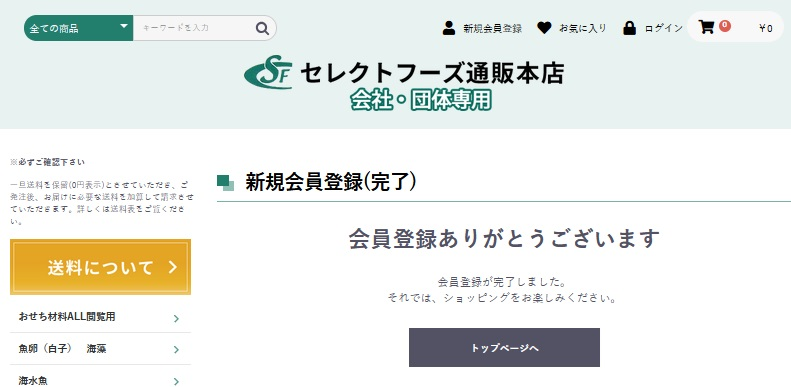 全ての商品
キーワードを入力
新規会員登録
お気に入り
ログイン
0
¥0
SF セレクトフーズ通販本店
会社・団体専用
※必ずご確認下さい
一旦送料を保留(0円表示)とさせていただき、ご
発注後、お届けに必要な送料を加算して請求させ
ていただきます。詳しくは送料表をご覧くださ
い。
送料について
おせち材料ALL閲覧用
魚卵（白子）　海藻
海水魚
新規会員登録(完了)
会員登録ありがとうございます
会員登録が完了しました。
それでは、ショッピングをお楽しみください。
トップページへ